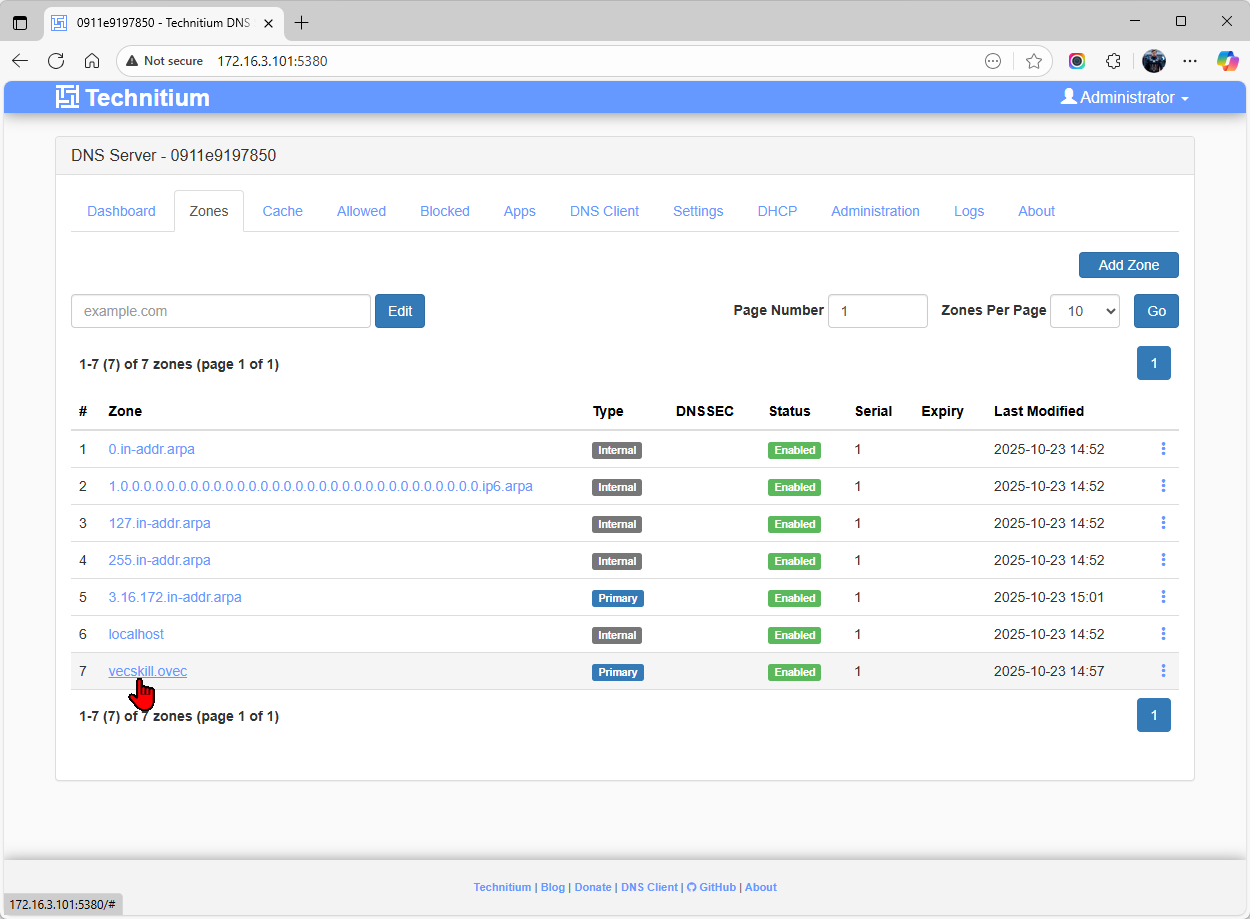 0911e9197850 - Technitium DNS
Not secure 172.16.3.101:5380
Technitium Administrator
DNS Server - 0911e9197850
Dashboard Zones Cache Allowed Blocked Apps DNS Client Settings DHCP Administration Logs About
Add Zone
example.com Edit Page Number 1 Zones Per Page 10 Go
1-7 (7) of 7 zones (page 1 of 1) 1
# Zone Type DNSSEC Status Serial Expiry Last Modified
1 0.in-addr.arpa Internal Enabled 1 2025-10-23 14:52
2 1.0.0.0.0.0.0.0.0.0.0.0.0.0.0.0.0.0.0.0.0.0.0.0.0.0.0.0.0.0.0.0.ip6.arpa Internal Enabled 1 2025-10-23 14:52
3 127.in-addr.arpa Internal Enabled 1 2025-10-23 14:52
4 255.in-addr.arpa Internal Enabled 1 2025-10-23 14:52
5 3.16.172.in-addr.arpa Primary Enabled 1 2025-10-23 15:01
6 localhost Internal Enabled 1 2025-10-23 14:52
7 vecskill.ovec Primary Enabled 1 2025-10-23 14:57
1-7 (7) of 7 zones (page 1 of 1) 1
Technitium | Blog | Donate | DNS Client | GitHub | About
172.16.3.101:5380/#